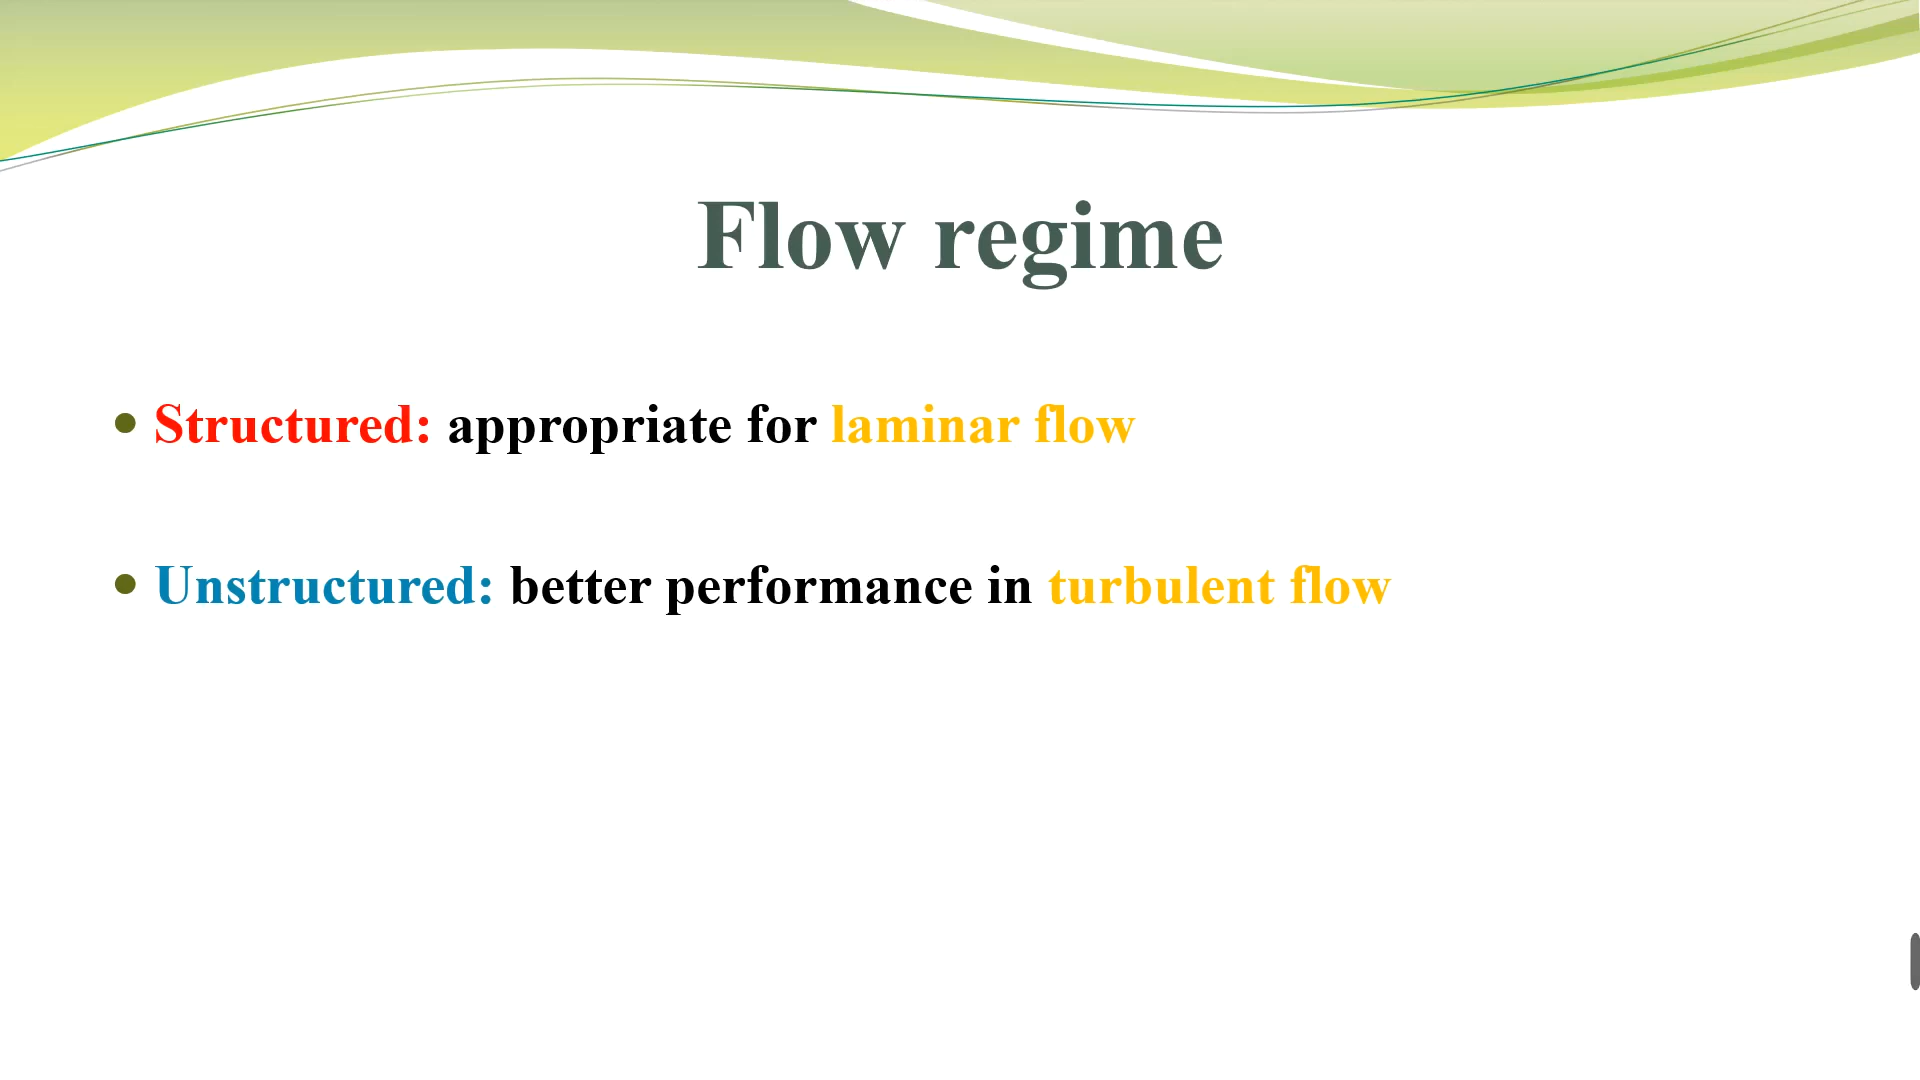 Flow regime
Structured: appropriate for laminar flow
Unstructured: better performance in turbulent flow